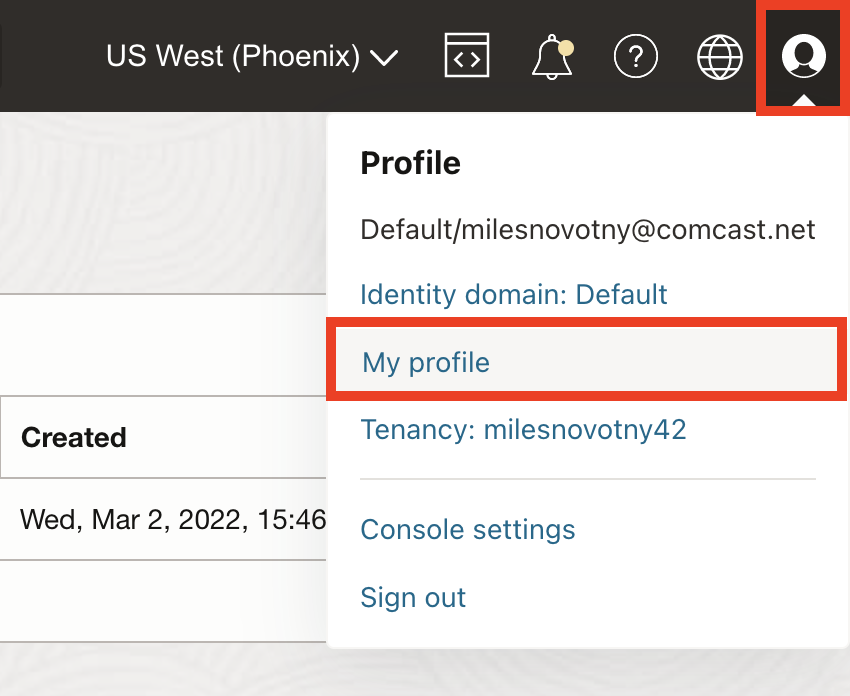 US West (Phoenix)
?
Profile
Default/milesnovotny@comcast.net
Identity domain: Default
My profile
Tenancy: milesnovotny42
Console settings
Sign out
Created
Wed, Mar 2, 2022, 15:46